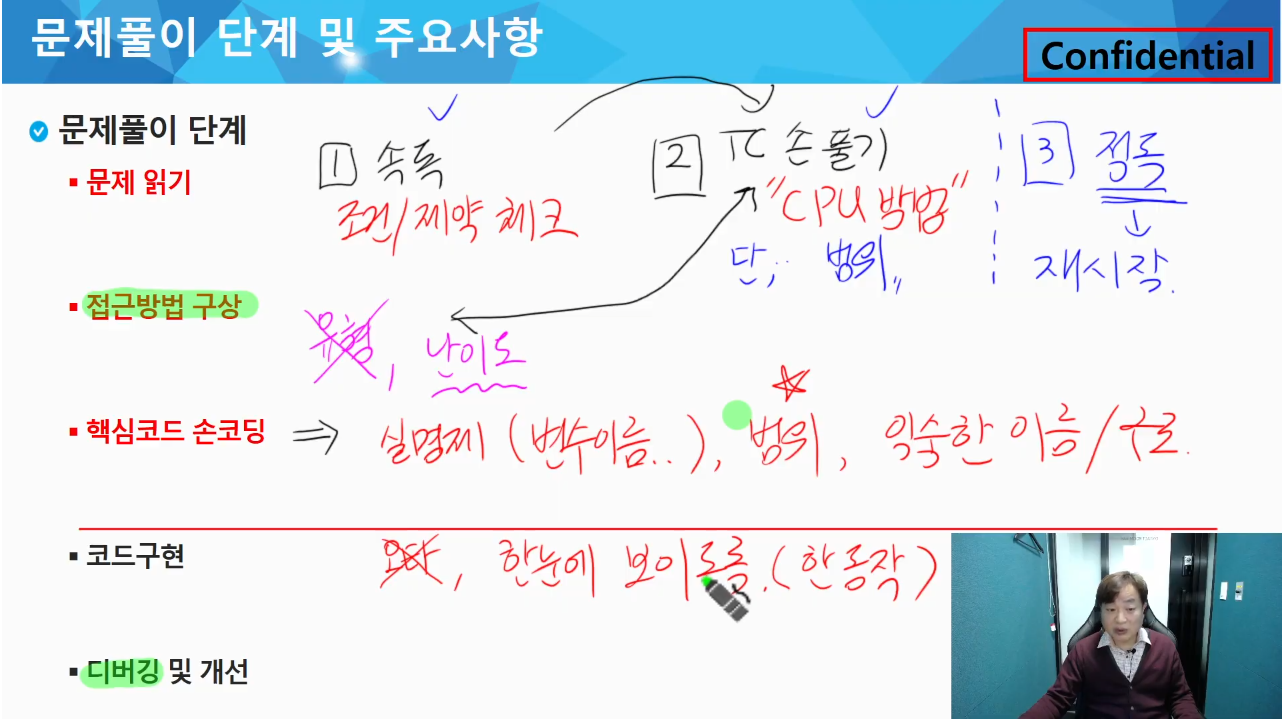 문제풀이 단계 및 주요사항
Confidential
문제풀이 단계
문제 읽기
1 속독
조건/제약 체크
2 TC 손풀기
"CPU 방법"
단, 범위
3 정독
재시작.
접근방법 구상
유형, 난이도
핵심코드 손코딩 ⇒ 실명제 (변수이름..), 범위, 익숙한 이름/구조.
코드구현
오타, 한눈에 보이도록. (한 동작)
디버깅 및 개선